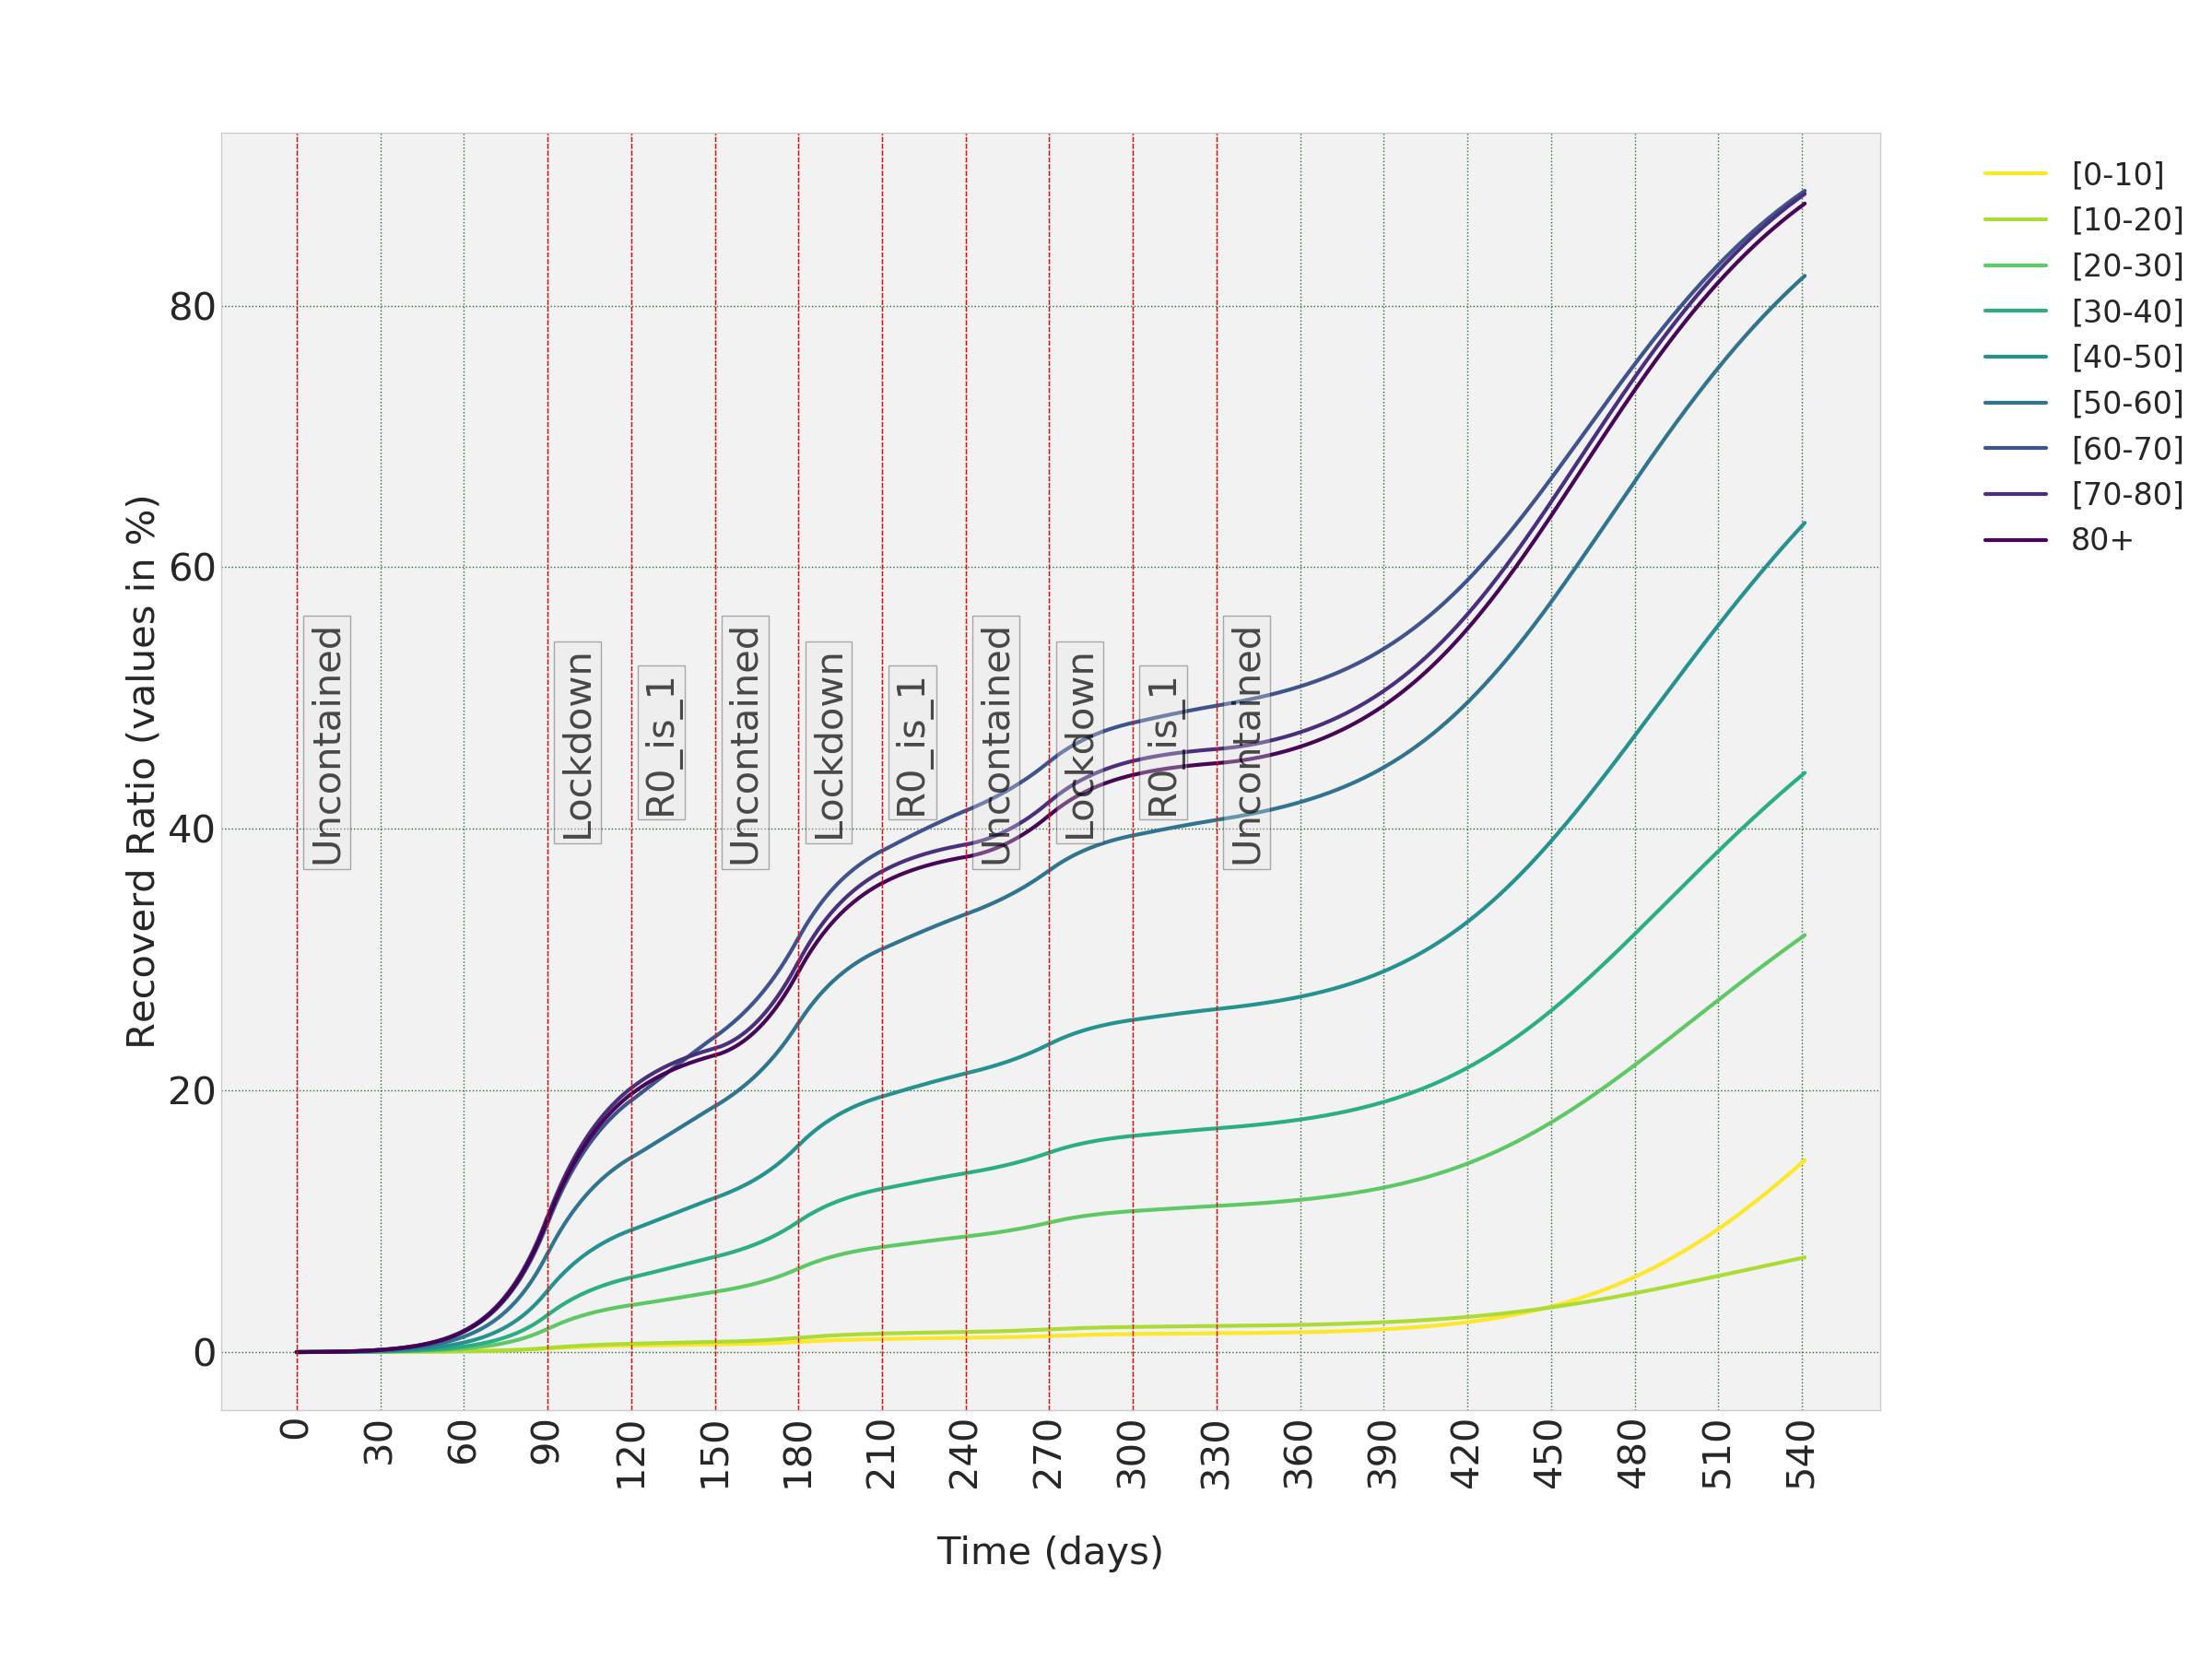 Recoverd Ratio (values in %)
80
60
40
20
0
Uncontained
Lockdown
R0_is_1
Uncontained
Lockdown
R0_is_1
Uncontained
Lockdown
R0_is_1
Uncontained
0
30
60
90
120
150
180
210
240
270
300
330
360
390
420
450
480
510
540
Time (days)
[0-10]
[10-20]
[20-30]
[30-40]
[40-50]
[50-60]
[60-70]
[70-80]
80+